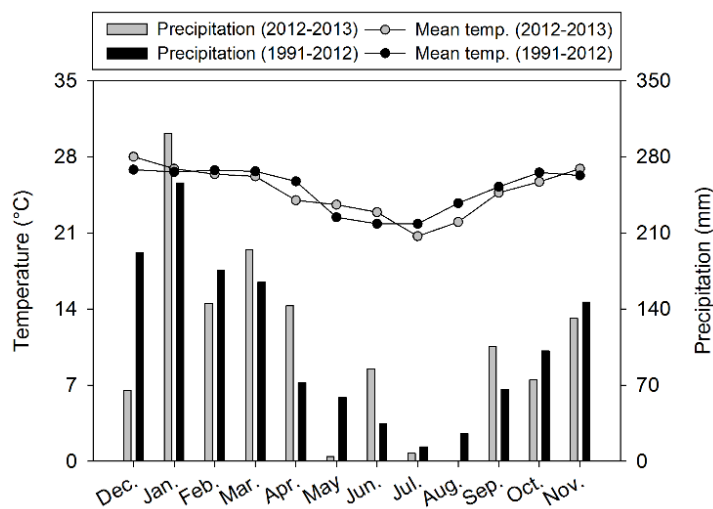 Precipitation (2012-2013) Mean temp. (2012-2013)
Precipitation (1991-2012) Mean temp. (1991-2012)
35 350
28 280
21 210
14 140
7 70
0 0
Temperature (°C)
Precipitation (mm)
Dec. Jan. Feb. Mar. Apr. May Jun. Jul. Aug. Sep. Oct. Nov.